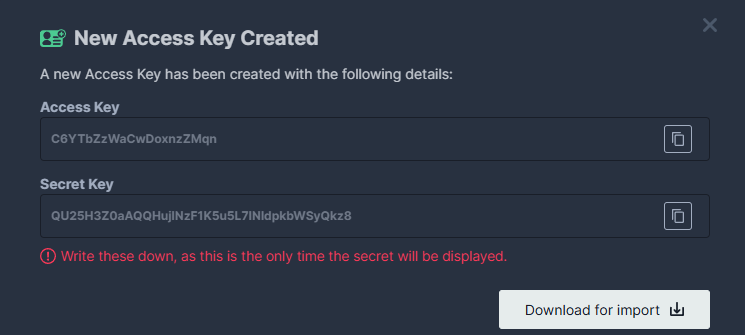 New Access Key Created
A new Access Key has been created with the following details:
Access Key
C6YTbZzWaCwDoxnzZMqn
Secret Key
QU25H3Z0aAQQHujlNzF1K5u5L7lNldpkbWSyQkz8
Write these down, as this is the only time the secret will be displayed.
Download for import